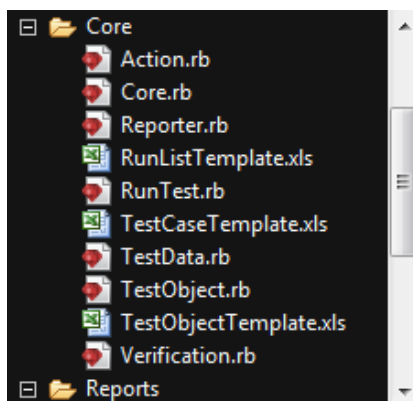 Core
Action.rb
Core.rb
Reporter.rb
RunListTemplate.xls
RunTest.rb
TestCaseTemplate.xls
TestData.rb
TestObject.rb
TestObjectTemplate.xls
Verification.rb
Reports